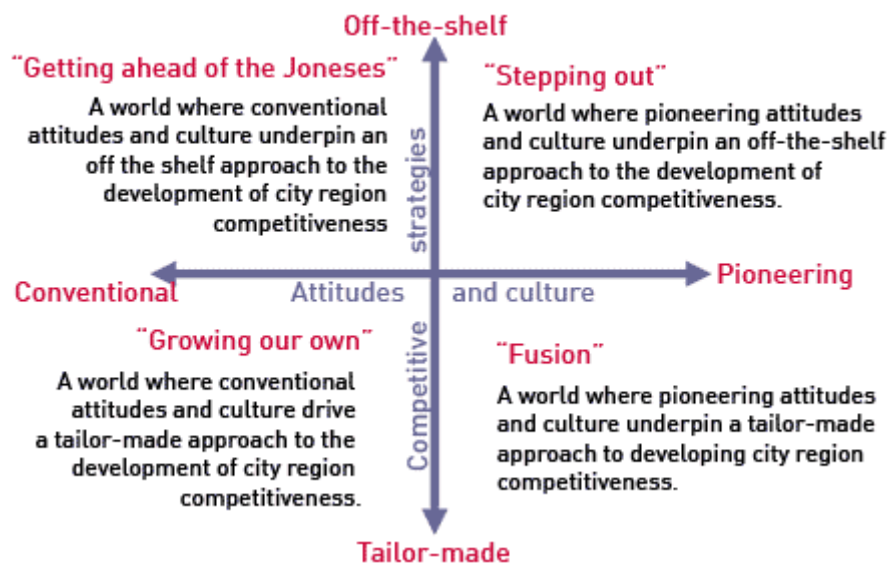 Off-the-shelf
“Getting ahead of the Joneses”
A world where conventional
attitudes and culture underpin an
off the shelf approach to the
development of city region
competitiveness
“Stepping out”
A world where pioneering attitudes
and culture underpin an off-the-shelf
approach to the development of
city region competitiveness.
Competitive strategies
Conventional
Attitudes and culture
Pioneering
“Growing our own”
A world where conventional
attitudes and culture drive
a tailor-made approach to the
development of city region
competitiveness.
“Fusion”
A world where pioneering attitudes
and culture underpin a tailor-made
approach to developing city region
competitiveness.
Tailor-made